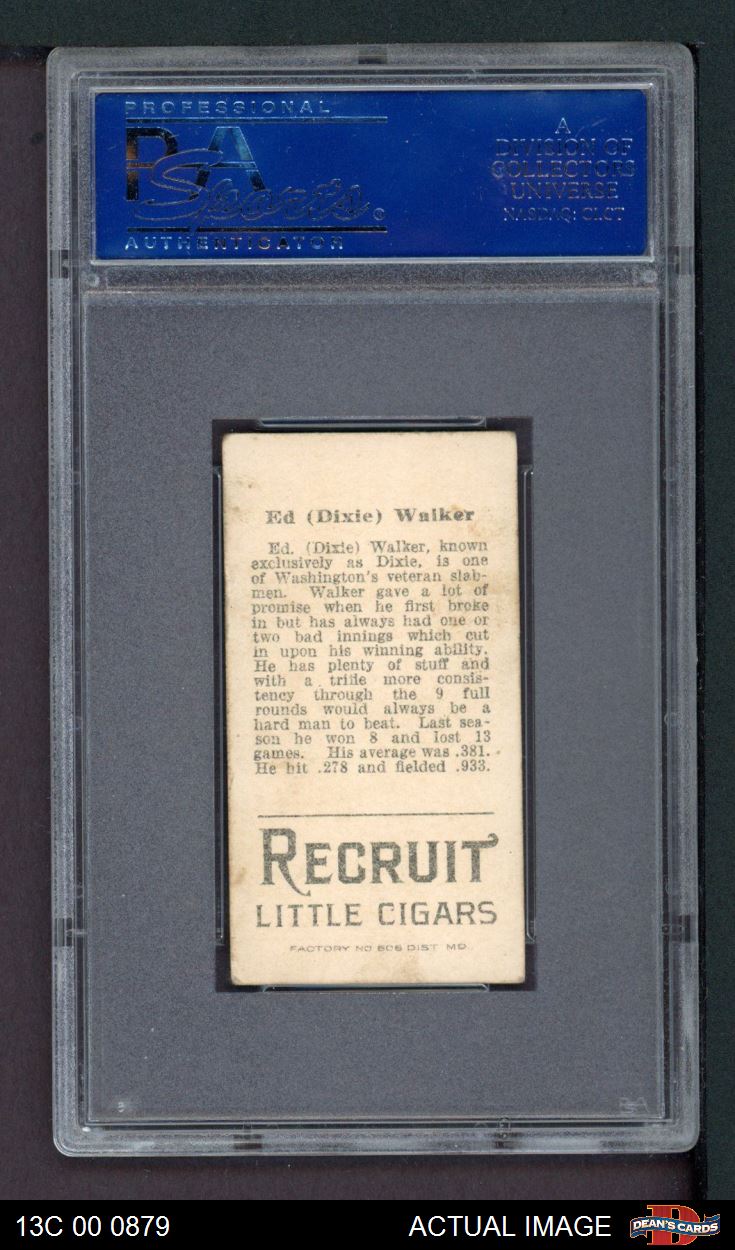 PROFESSIONAL
PSA
Sports
AUTHENTICATOR
A
DIVISION OF
COLLECTORS
UNIVERSE
NASDAQ: CLCT
Ed (Dixie) Walker
Ed. (Dixie) Walker, known
exclusively as Dixie, is one
of Washington's veteran slab-
men. Walker gave a lot of
promise when he first broke
in but has always had one or
two bad innings which cut
in upon his winning ability.
He has plenty of stuff and
with a trifle more consis-
tency through the 9 full
rounds would always be a
hard man to beat. Last sea-
son he won 8 and lost 13
games. His average was .381.
He hit .278 and fielded .933.
RECRUIT
LITTLE CIGARS
FACTORY NO 606 DIST MD.
13C 00 0879
ACTUAL IMAGE
D
DEAN'S CARDS